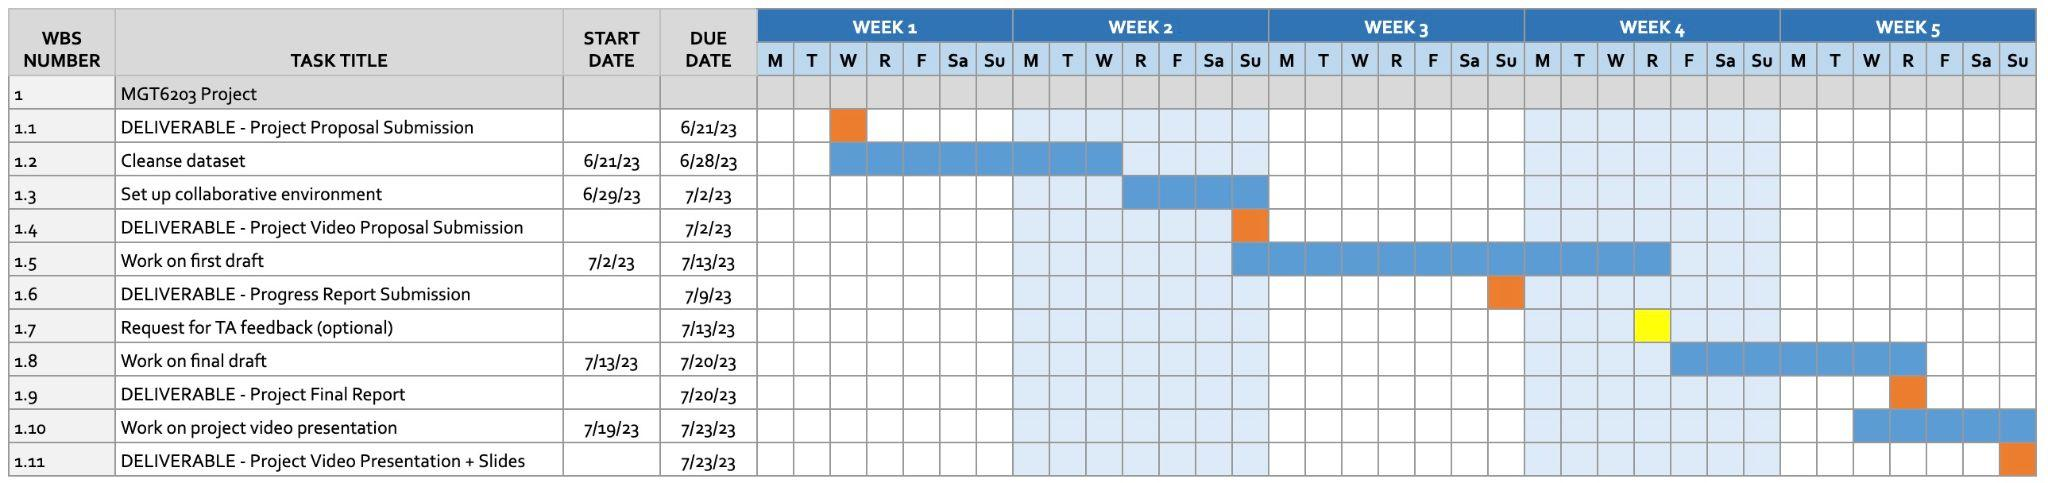 WEEK 1 WEEK 2 WEEK 3 WEEK 4 WEEK 5
WBS NUMBER TASK TITLE START DATE DUE DATE M T W R F Sa Su M T W R F Sa Su M T W R F Sa Su M T W R F Sa Su M T W R F Sa Su
1 MGT6203 Project
1.1 DELIVERABLE - Project Proposal Submission 6/21/23
1.2 Cleanse dataset 6/21/23 6/28/23
1.3 Set up collaborative environment 6/29/23 7/2/23
1.4 DELIVERABLE - Project Video Proposal Submission 7/2/23
1.5 Work on first draft 7/2/23 7/13/23
1.6 DELIVERABLE - Progress Report Submission 7/9/23
1.7 Request for TA feedback (optional) 7/13/23
1.8 Work on final draft 7/13/23 7/20/23
1.9 DELIVERABLE - Project Final Report 7/20/23
1.10 Work on project video presentation 7/19/23 7/23/23
1.11 DELIVERABLE - Project Video Presentation + Slides 7/23/23